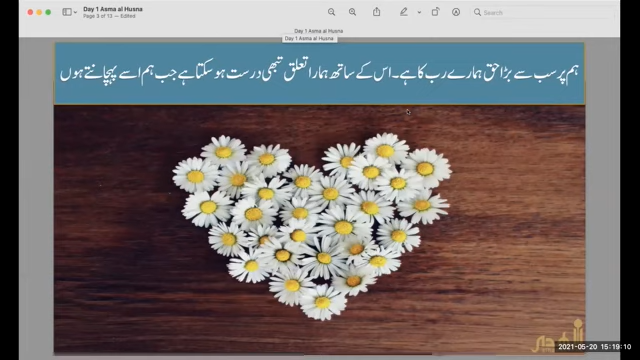 Day 1 Asma al Husna
Page 3 of 13 — Edited
Search
Day 1 Asma al Husna
Day 1 Asma al Husna
ہم پر سب سے بڑا حق ہمارے رب کا ہے۔ اس کے ساتھ ہمارا تعلق تبھی درست ہو سکتا ہے جب ہم اسے پہچانتے ہوں
2021-05-20 15:19:10